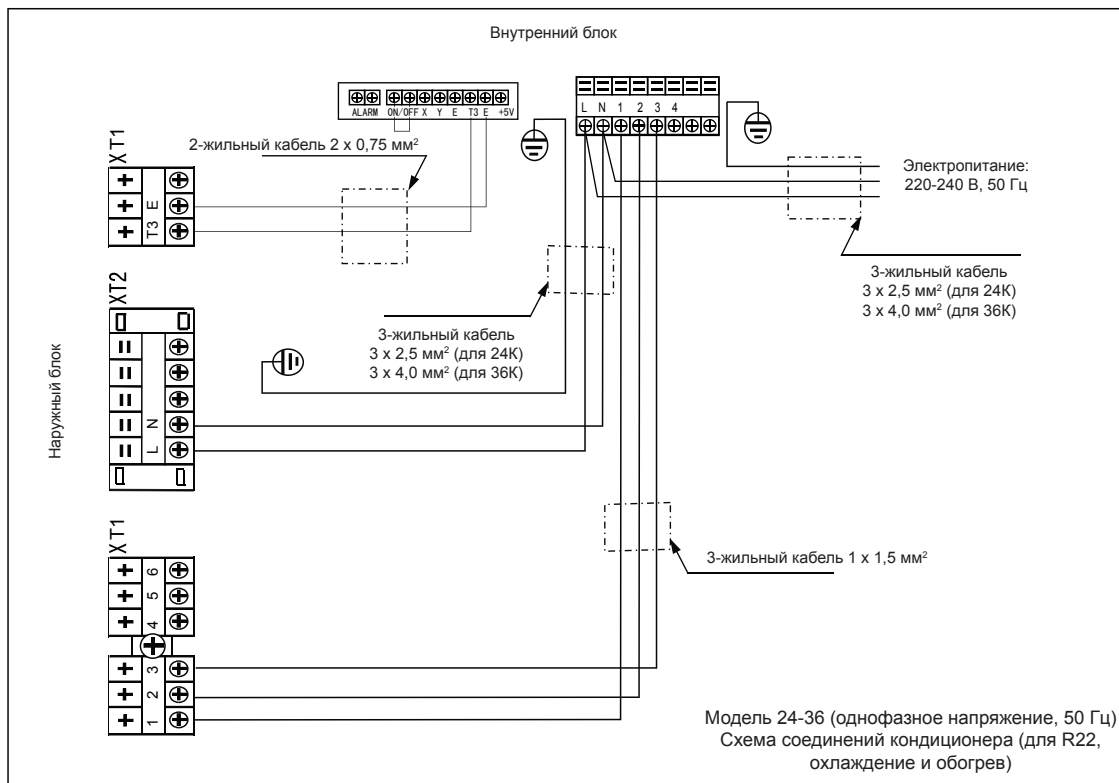 Внутренний блок
ALARM ON/OFF X Y E T3 E +5V
L N 1 2 3 4
2-жильный кабель 2 x 0,75 мм²
Электропитание:
220-240 В, 50 Гц
XT1
E
T3
3-жильный кабель
3 x 2,5 мм² (для 24K)
3 x 4,0 мм² (для 36K)
XT2
3-жильный кабель
3 x 2,5 мм² (для 24K)
3 x 4,0 мм² (для 36K)
Наружный блок
N
L
XT1
6
5
4
3
2
1
3-жильный кабель 1 x 1,5 мм²
Модель 24-36 (однофазное напряжение, 50 Гц)
Схема соединений кондиционера (для R22,
охлаждение и обогрев)